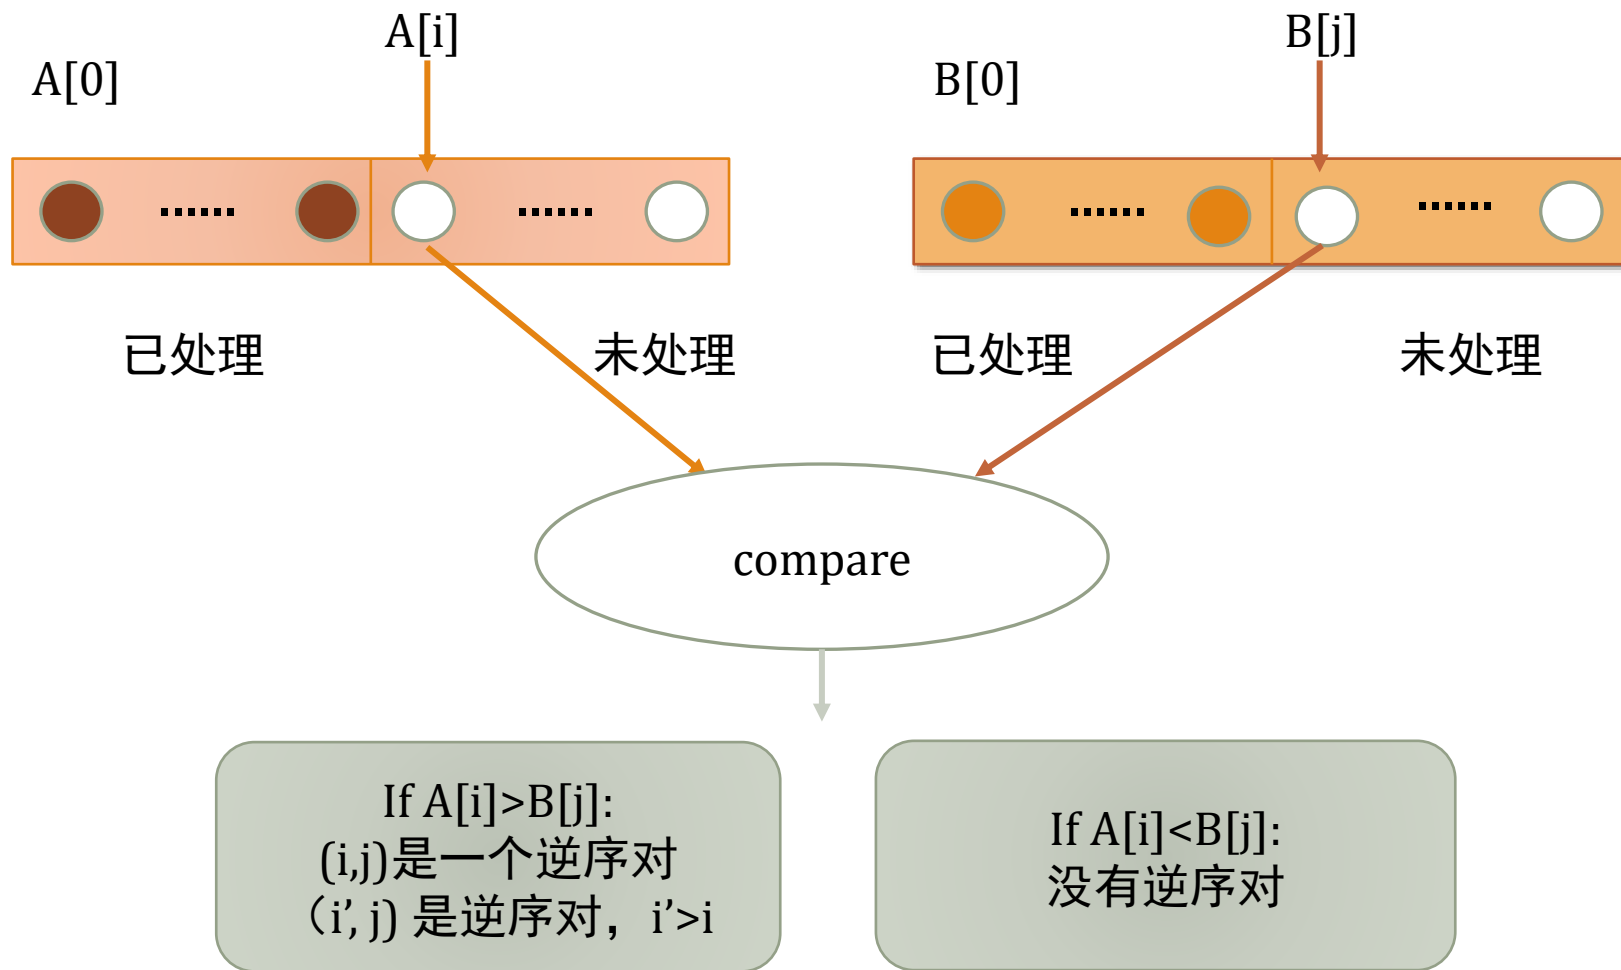 A[i]
B[j]
A[0]
B[0]
······
······
······
······
已处理
未处理
已处理
未处理
compare
If A[i]>B[j]:
(i,j)是一个逆序对
（i’, j) 是逆序对，i’>i
If A[i]<B[j]:
没有逆序对